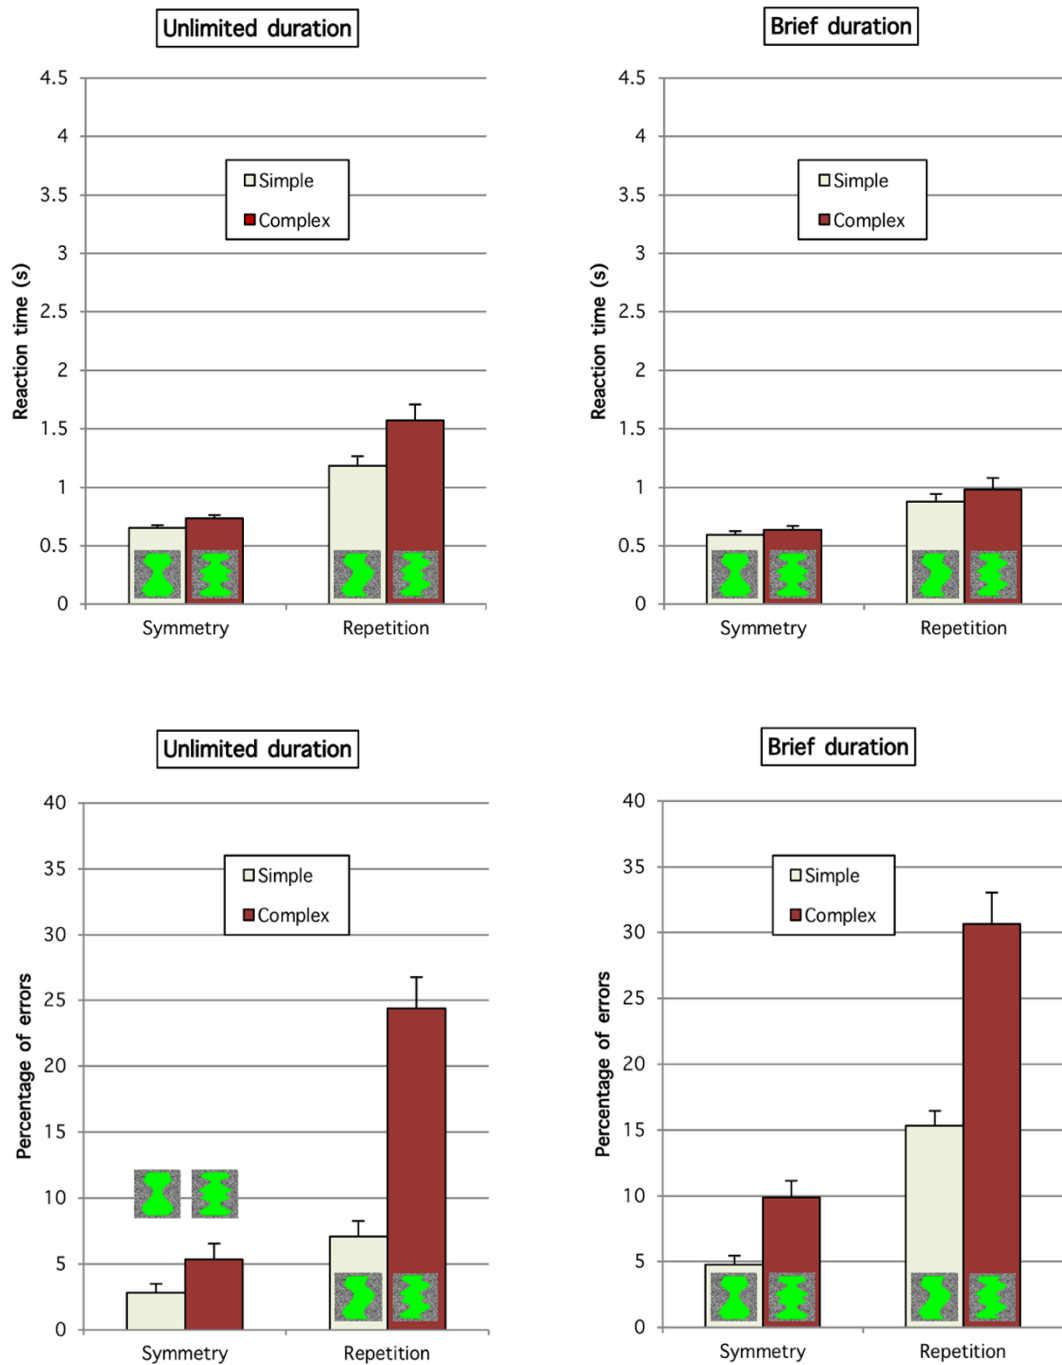 Unlimited duration
4.5
4
3.5
3
2.5
2
1.5
1
0.5
0
Reaction time (s)
Simple
Complex
Symmetry Repetition
Brief duration
4.5
4
3.5
3
2.5
2
1.5
1
0.5
0
Reaction time (s)
Simple
Complex
Symmetry Repetition
Unlimited duration
40
35
30
25
20
15
10
5
0
Percentage of errors
Simple
Complex
Symmetry Repetition
Brief duration
40
35
30
25
20
15
10
5
0
Percentage of errors
Simple
Complex
Symmetry Repetition